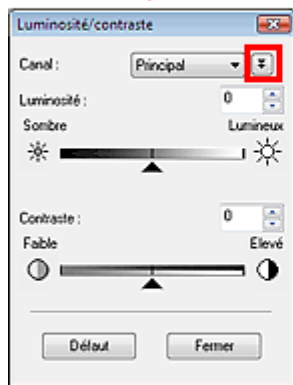 Luminosité/contraste
Canal : Principal
Luminosité : 0
Sombre Lumineux
Contraste : 0
Faible Elevé
Défaut Fermer